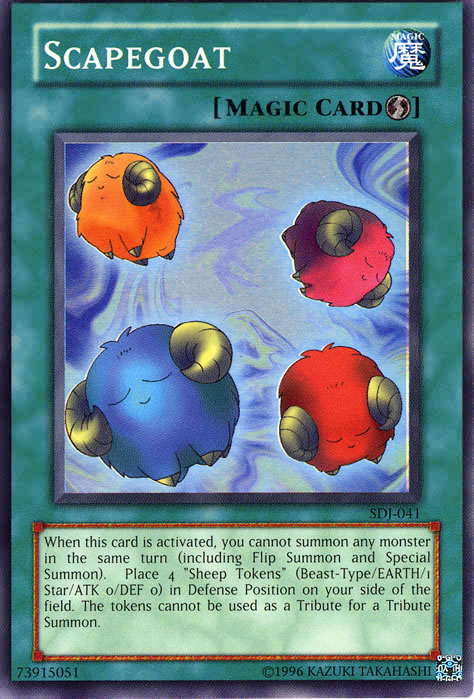 SCAPEGOAT
MAGIC
魔
[MAGIC CARD]
SDJ-041
When this card is activated, you cannot summon any monster
in the same turn (including Flip Summon and Special
Summon). Place 4 "Sheep Tokens" (Beast-Type/EARTH/1
Star/ATK 0/DEF 0) in Defense Position on your side of the
field. The tokens cannot be used as a Tribute for a Tribute
Summon.
73915051
©1996 KAZUKI TAKAHASHI